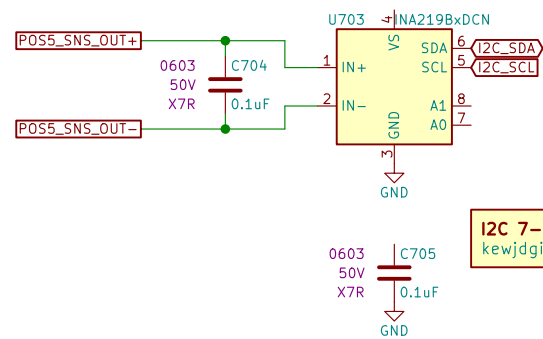 U703
4
INA219BxDCN
VS
POS5_SNS_OUT+
6
SDA
I2C_SDA
0603
C704
1
IN+
5
SCL
I2C_SCL
50V
X7R
0.1uF
2
IN-
A1
8
POS5_SNS_OUT-
GND
A0
7
3
GND
I2C 7-
kewjdgi
0603
C705
50V
X7R
0.1uF
GND